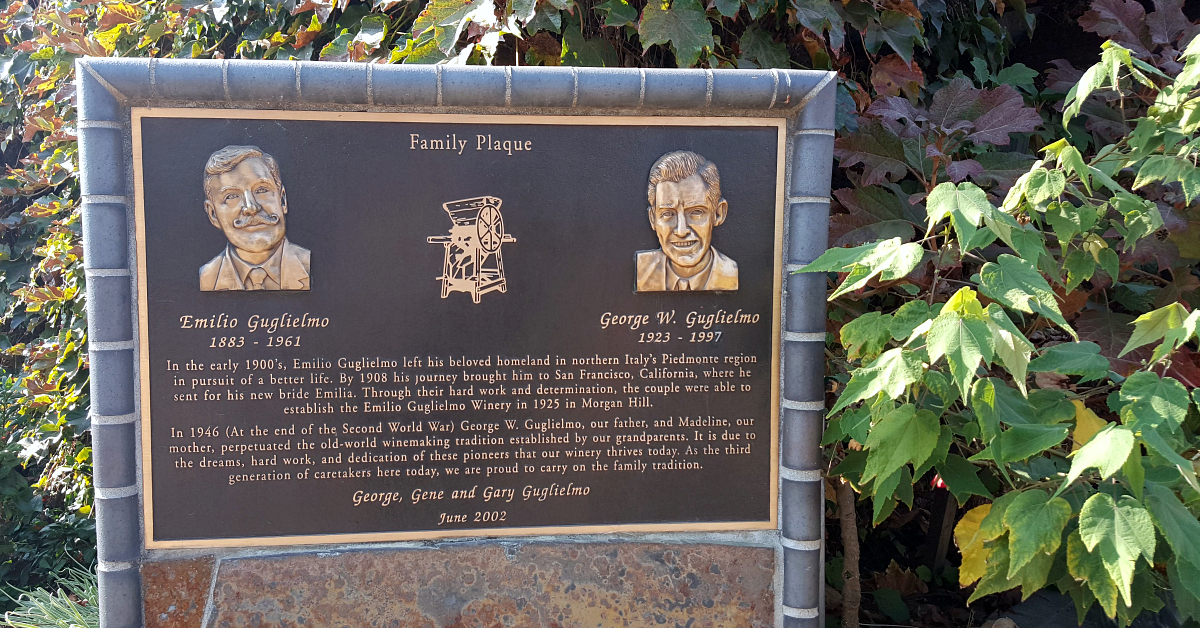 Family Plaque
Emilio Guglielmo
1883 - 1961
George W. Guglielmo
1923 - 1997
In the early 1900's, Emilio Guglielmo left his beloved homeland in northern Italy's Piedmonte region
in pursuit of a better life. By 1908 his journey brought him to San Francisco, California, where he
sent for his new bride Emilia. Through their hard work and determination, the couple were able to
establish the Emilio Guglielmo Winery in 1925 in Morgan Hill.
In 1946 (At the end of the Second World War) George W. Guglielmo, our father, and Madeline, our
mother, perpetuated the old-world winemaking tradition established by our grandparents. It is due to
the dreams, hard work, and dedication of these pioneers that our winery thrives today. As the third
generation of caretakers here today, we are proud to carry on the family tradition.
George, Gene and Gary Guglielmo
June 2002